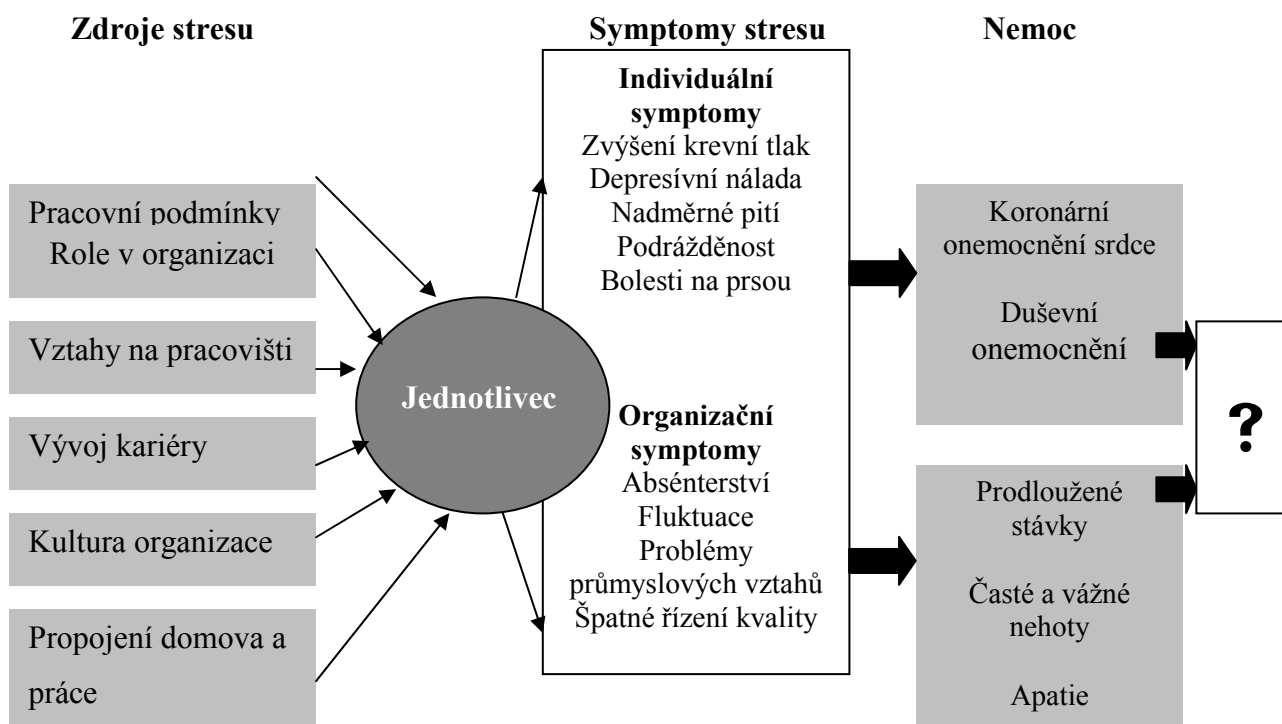 Zdroje stresu
Symptomy stresu
Nemoc
Pracovní podmínky
Role v organizaci
Vztahy na pracovišti
Vývoj kariéry
Kultura organizace
Propojení domova a
práce
Jednotlivec
Individuální
symptomy
Zvýšení krevní tlak
Depresívní nálada
Nadměrné pití
Podrážděnost
Bolesti na prsou
Organizační
symptomy
Absénterství
Fluktuace
Problémy
průmyslových vztahů
Špatné řízení kvality
Koronární
onemocnění srdce
Duševní
onemocnění
Prodloužené
stávky
Časté a vážné
nehoty
Apatie
?